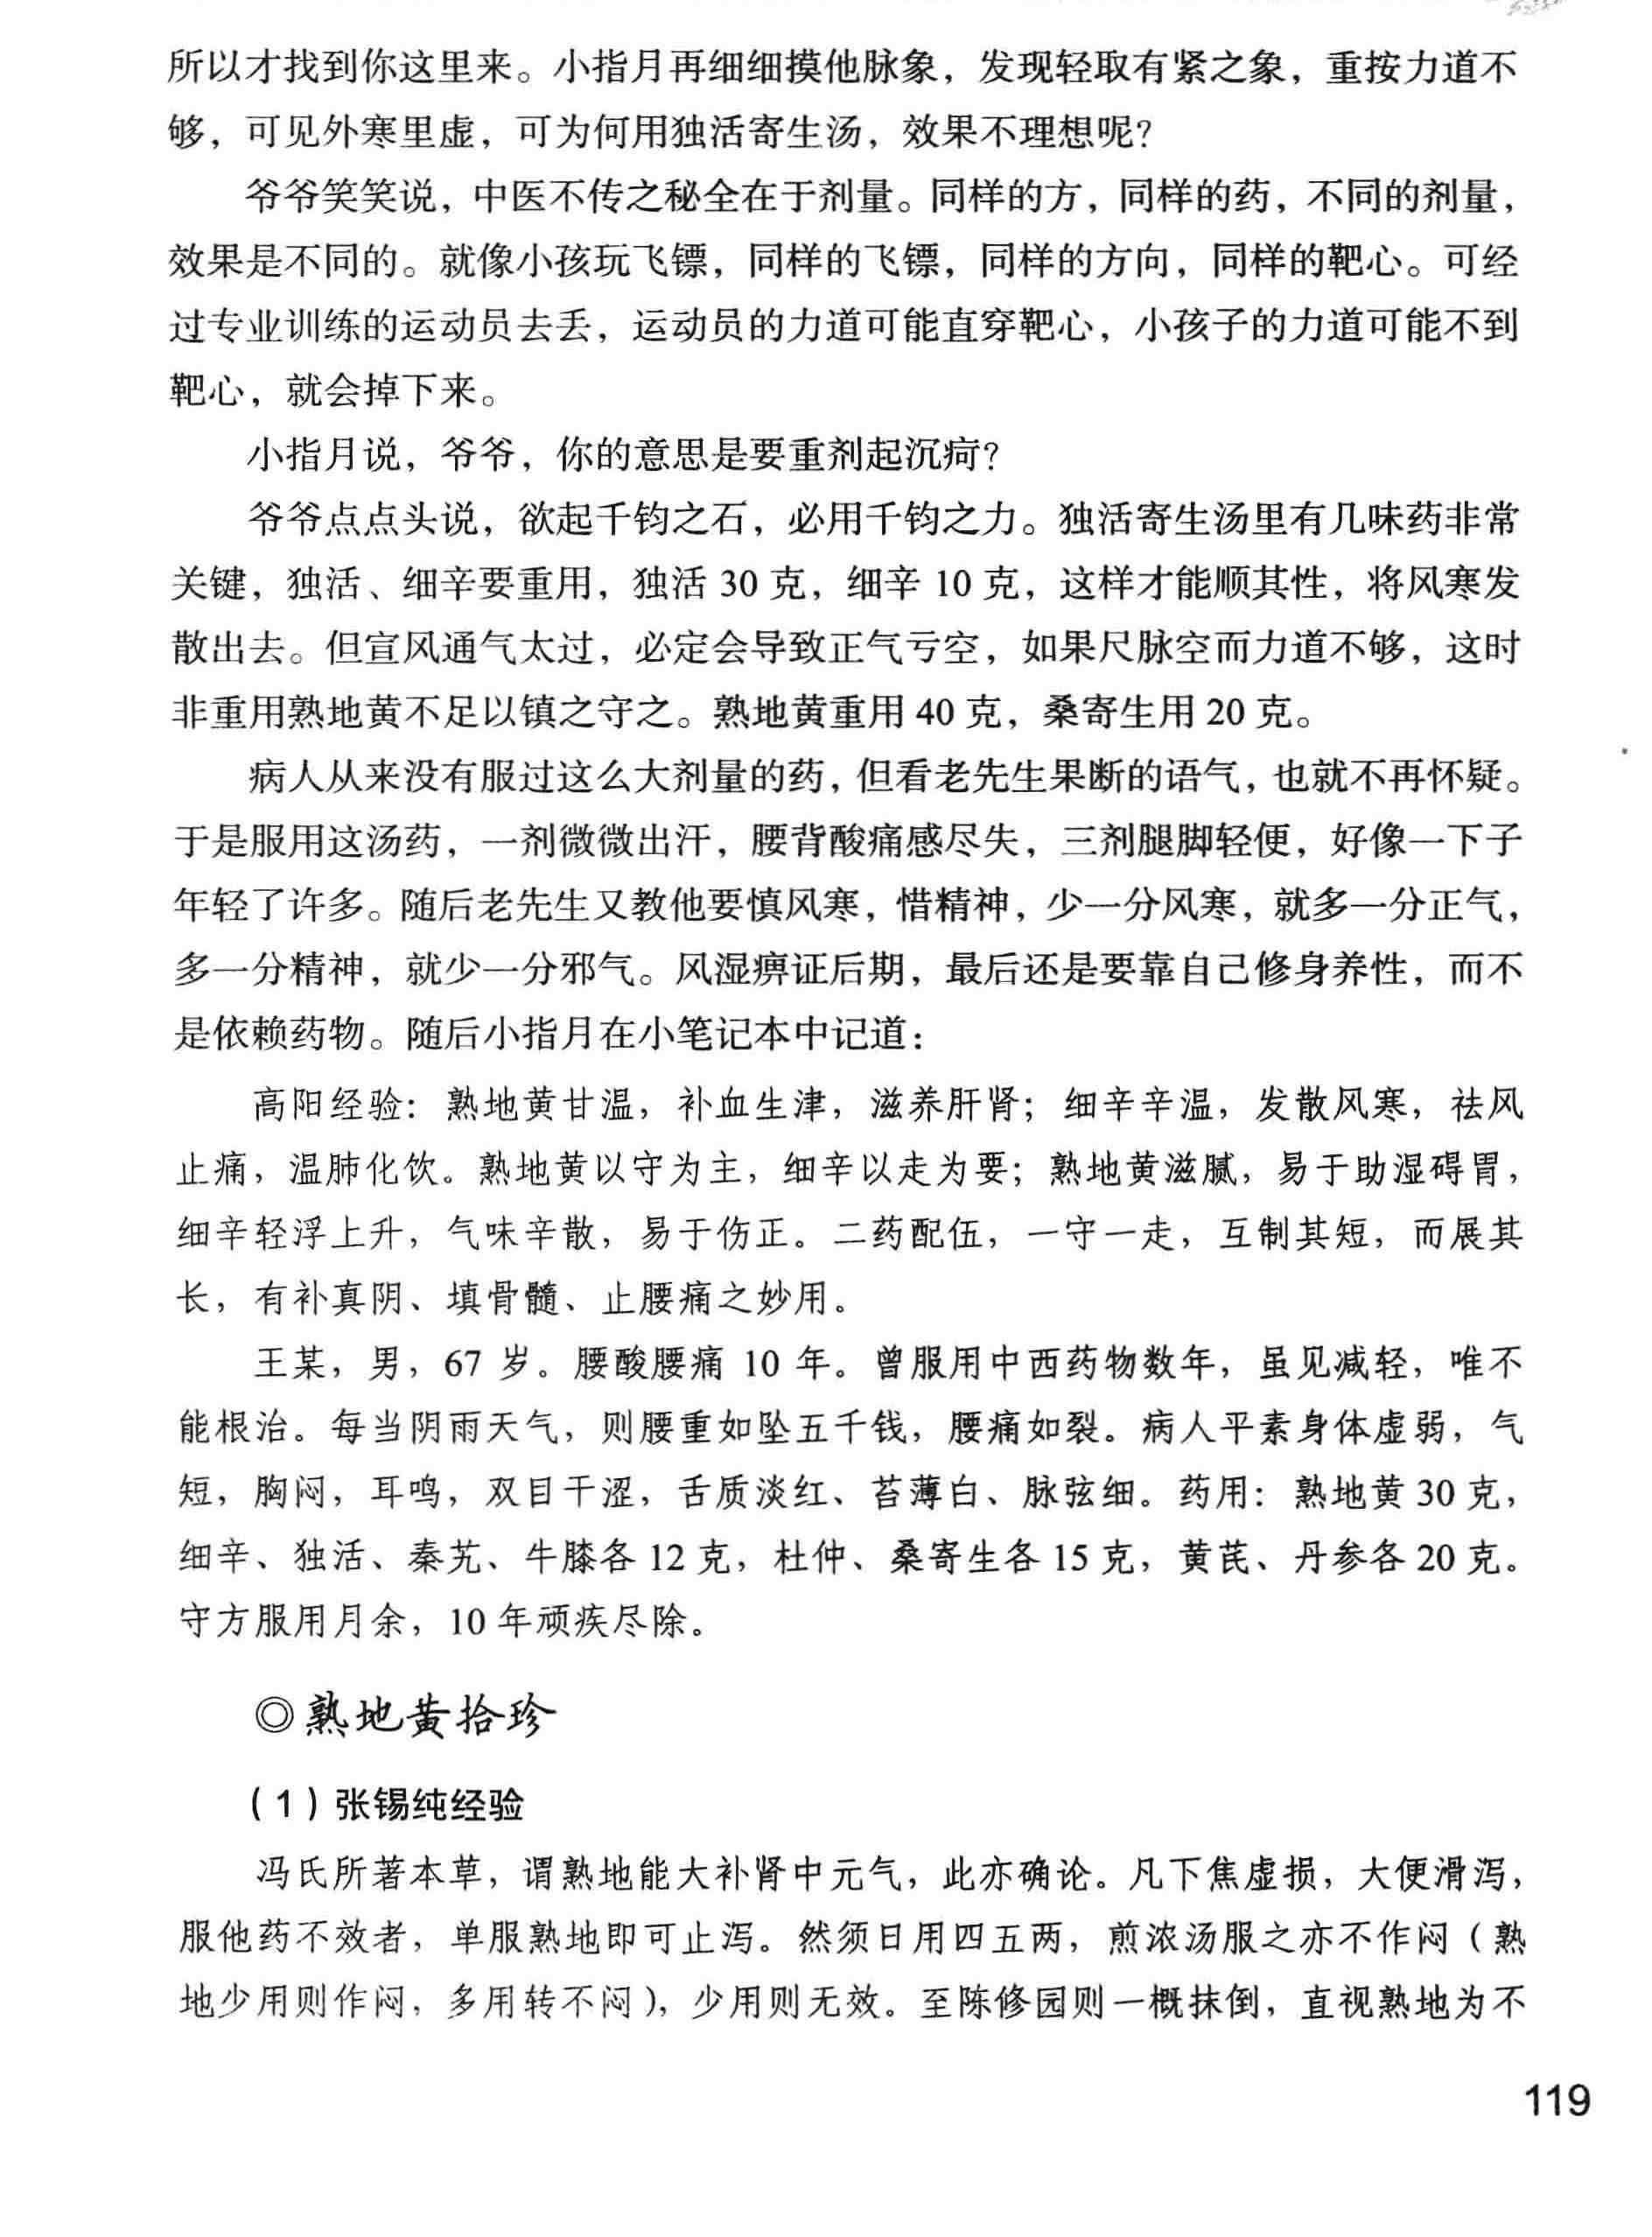 所以才找到你这里来。小指月再细细摸他脉象，发现轻取有紧之象，重按力道不
够，可见外寒里虚，可为何用独活寄生汤，效果不理想呢？
爷爷笑笑说，中医不传之秘全在于剂量。同样的方，同样的药，不同的剂量，
效果是不同的。就像小孩玩飞镖，同样的飞镖，同样的方向，同样的靶心。可经
过专业训练的运动员去丢，运动员的力道可能直穿靶心，小孩子的力道可能不到
靶心，就会掉下来。
小指月说，爷爷，你的意思是要重剂起沉疴？
爷爷点点头说，欲起千钧之石，必用千钧之力。独活寄生汤里有几味药非常
关键，独活、细辛要重用，独活 30 克，细辛 10 克，这样才能顺其性，将风寒发
散出去。但宣风通气太过，必定会导致正气亏空，如果尺脉空而力道不够，这时
非重用熟地黄不足以镇之守之。熟地黄重用 40 克，桑寄生用 20 克。
病人从来没有服过这么大剂量的药，但看老先生果断的语气，也就不再怀疑。
于是服用这汤药，一剂微微出汗，腰背酸痛感尽失，三剂腿脚轻便，好像一下子
年轻了许多。随后老先生又教他要慎风寒，惜精神，少一分风寒，就多一分正气，
多一分精神，就少一分邪气。风湿痹证后期，最后还是要靠自己修身养性，而不
是依赖药物。随后小指月在小笔记本中记道：
高阳经验：熟地黄甘温，补血生津，滋养肝肾；细辛辛温，发散风寒，祛风
止痛，温肺化饮。熟地黄以守为主，细辛以走为要；熟地黄滋腻，易于助湿碍胃，
细辛轻浮上升，气味辛散，易于伤正。二药配伍，一守一走，互制其短，而展其
长，有补真阴、填骨髓、止腰痛之妙用。
王某，男，67 岁。腰酸腰痛 10 年。曾服用中西药物数年，虽见减轻，唯不
能根治。每当阴雨天气，则腰重如坠五千钱，腰痛如裂。病人平素身体虚弱，气
短，胸闷，耳鸣，双目干涩，舌质淡红、苔薄白、脉弦细。药用：熟地黄 30 克，
细辛、独活、秦艽、牛膝各 12 克，杜仲、桑寄生各 15 克，黄芪、丹参各 20 克。
守方服用月余，10 年顽疾尽除。
◎熟地黄拾珍
（1）张锡纯经验
冯氏所著本草，谓熟地能大补肾中元气，此亦确论。凡下焦虚损，大便滑泻，
服他药不效者，单服熟地即可止泻。然须日用四五两，煎浓汤服之亦不作闷（熟
地少用则作闷，多用转不闷），少用则无效。至陈修园则一概抹倒，直视熟地为不
119